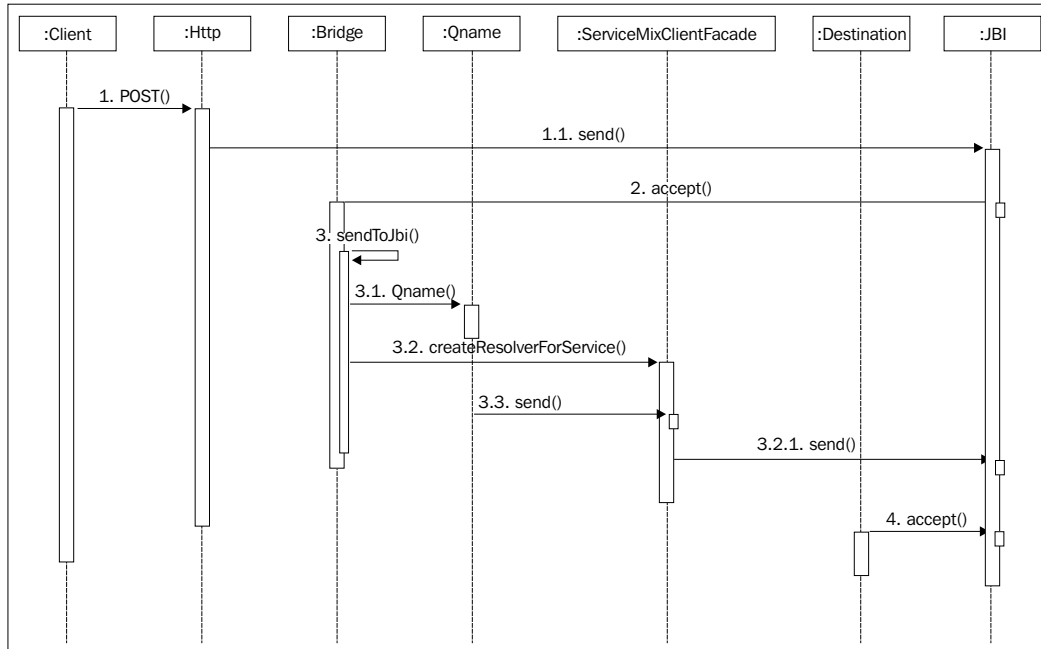 :Client
:Http
:Bridge
:Qname
:ServiceMixClientFacade
:Destination
:JBI
1. POST()
1.1. send()
2. accept()
3. sendToJbi()
3.1. Qname()
3.2. createResolverForService()
3.3. send()
3.2.1. send()
4. accept()